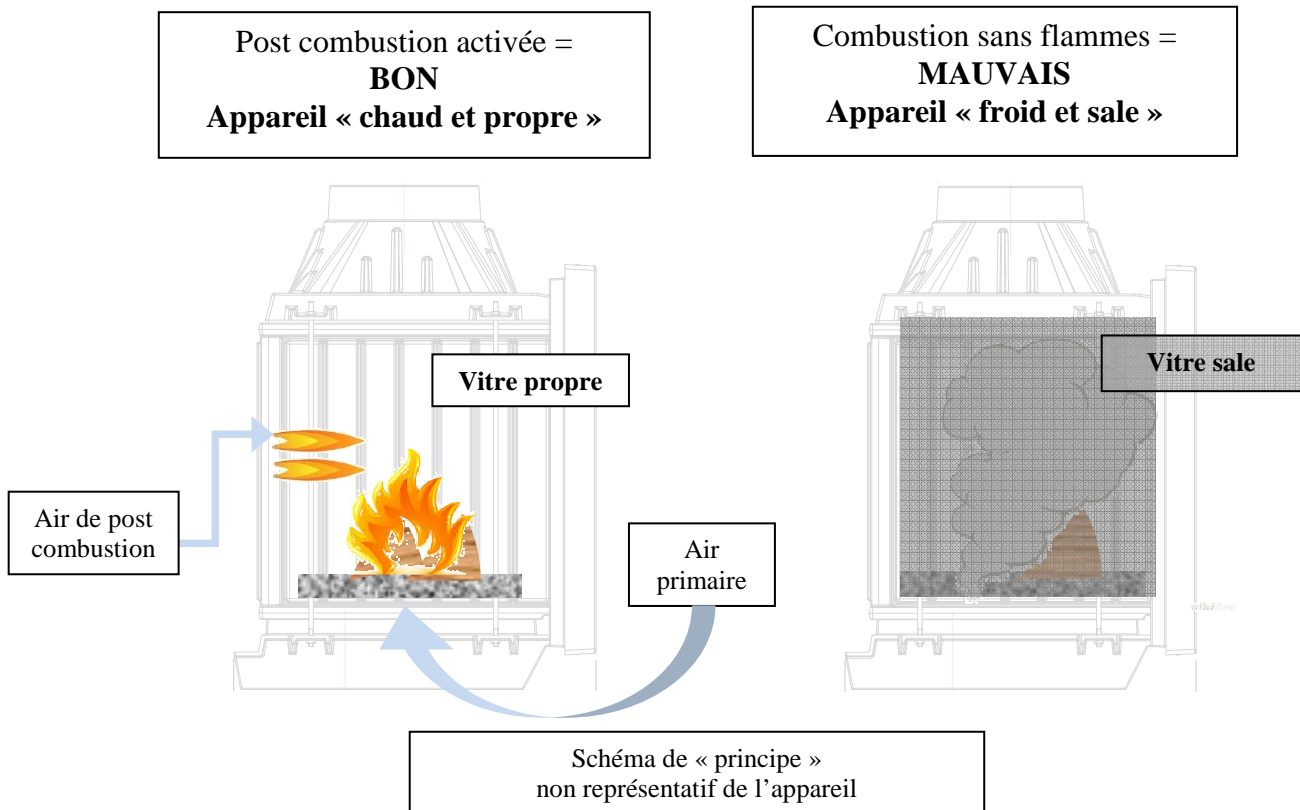 Post combustion activée =
BON
Appareil « chaud et propre »
Combustion sans flammes =
MAUVAIS
Appareil « froid et sale »
Vitre propre
Vitre sale
Air de post
combustion
Air
primaire
Schéma de « principe »
non représentatif de l'appareil